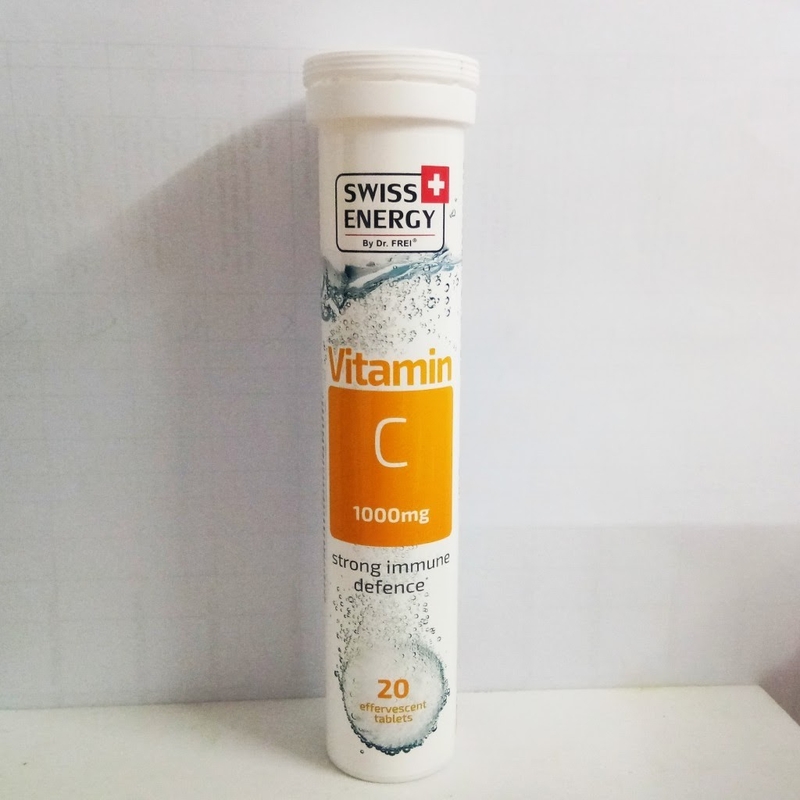 SWISS
ENERGY
By Dr. FREI®
Vitamin
C
1000mg
strong immune
defence
20
effervescent
tablets